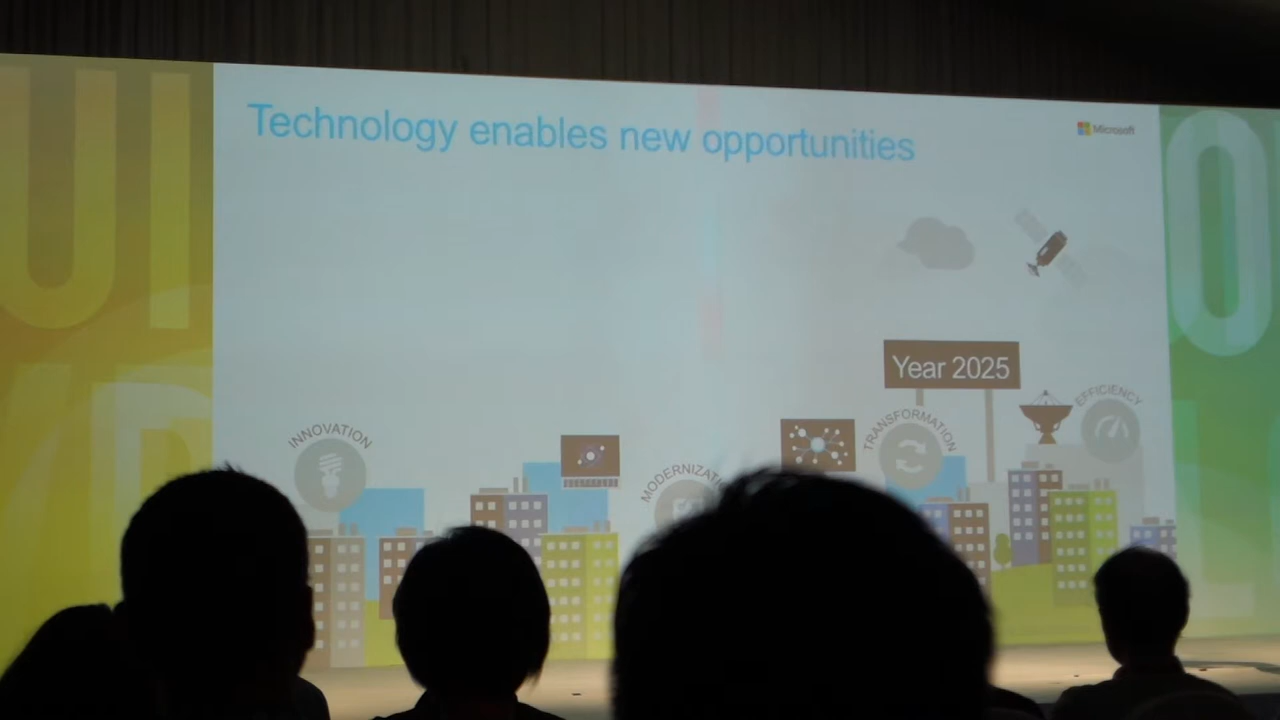 Technology enables new opportunities
Microsoft
Year 2025
EFFICIENCY
TRANSFORMATION
INNOVATION